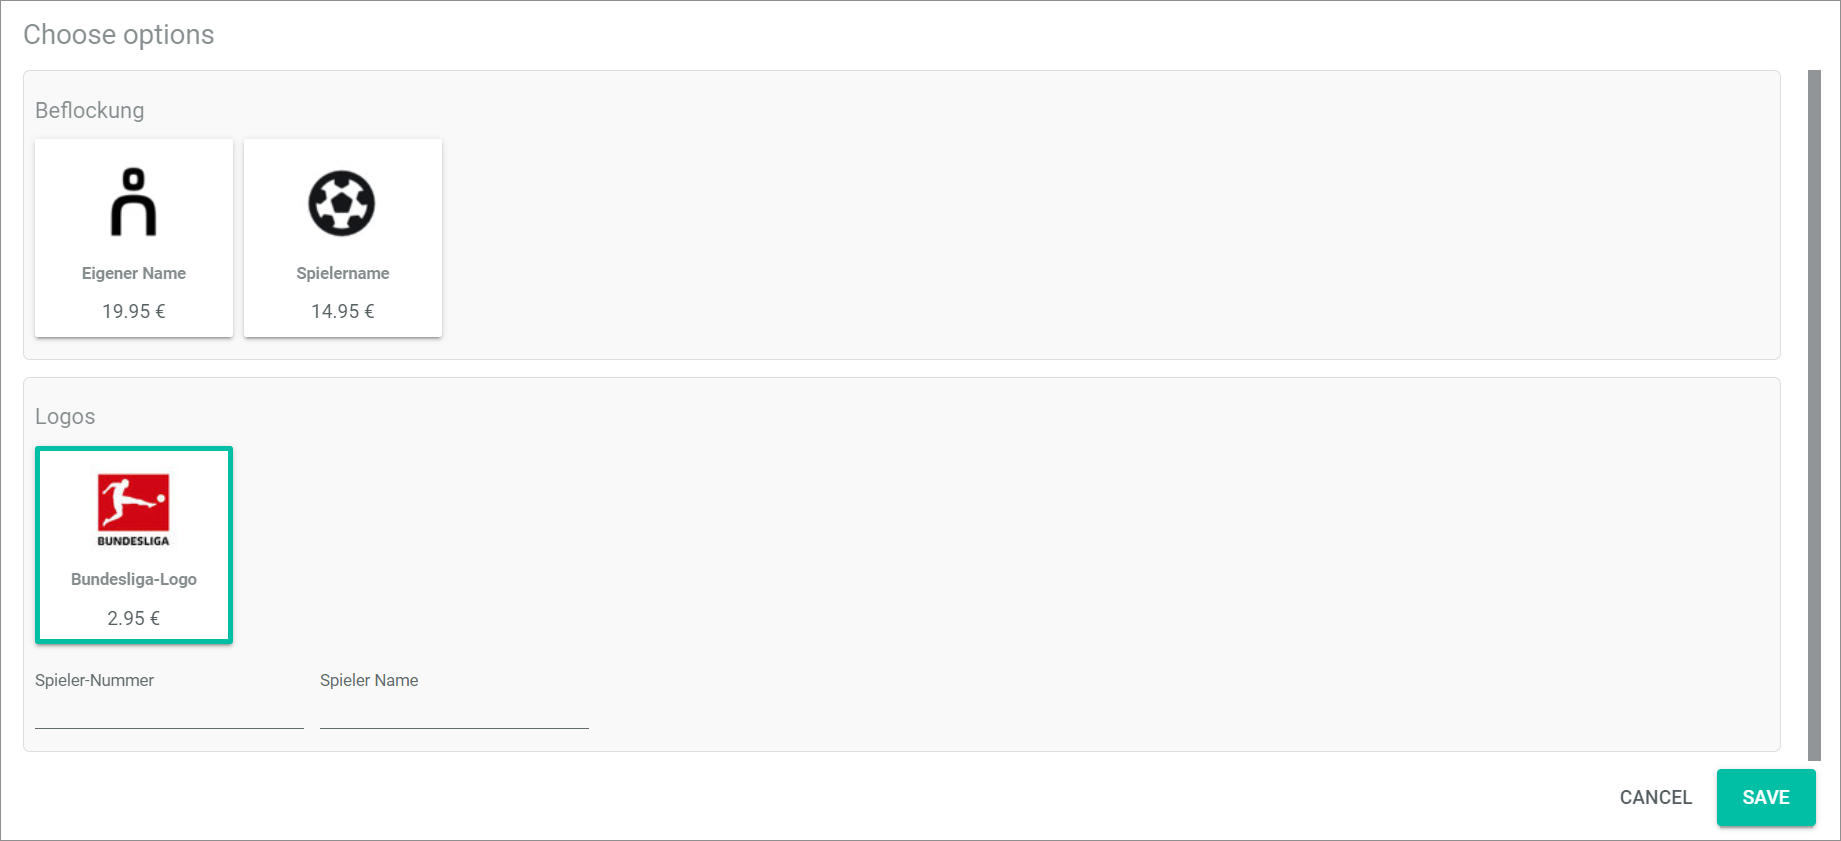 Choose options
Beflockung
Eigener Name
19.95 €
Spielername
14.95 €
Logos
BUNDESLIGA
Bundesliga-Logo
2.95 €
Spieler-Nummer
Spieler Name
CANCEL
SAVE